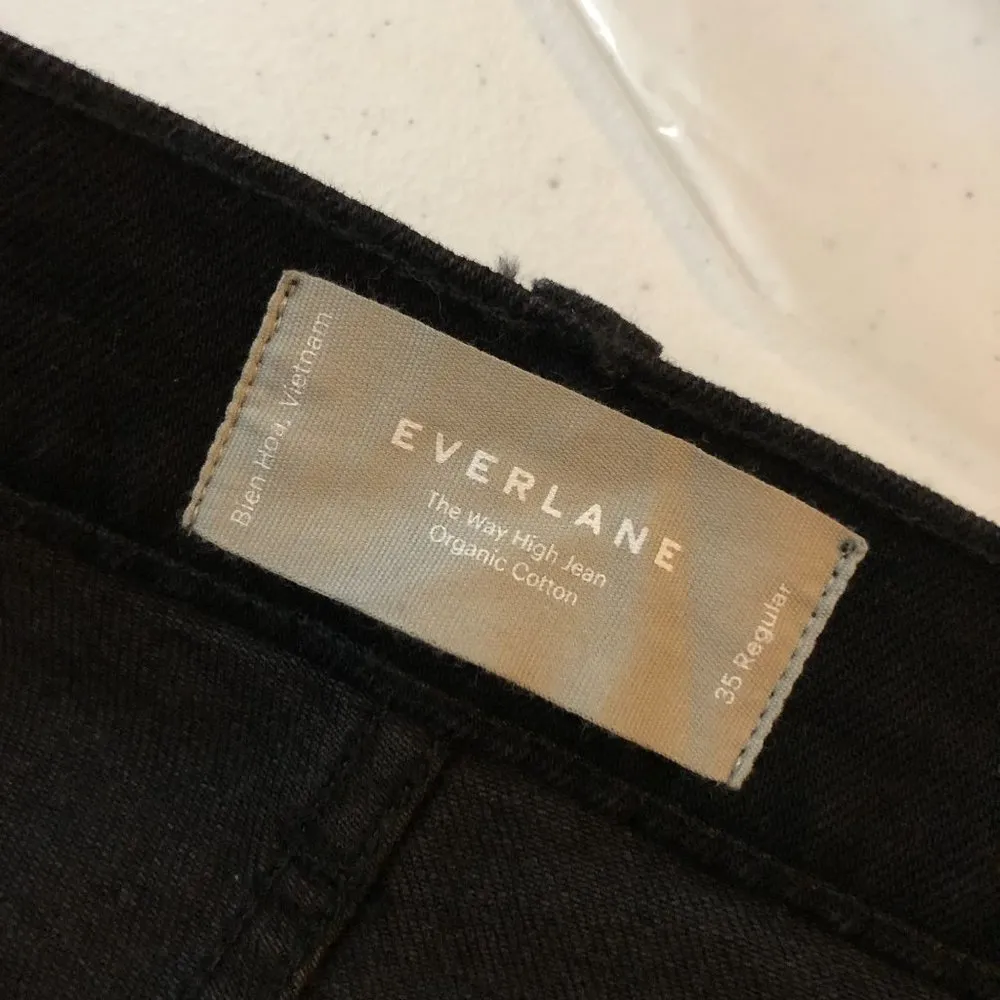 Bien Hoa, Vietnam
EVERLANE
The Way High Jean
Organic Cotton
35 Regular